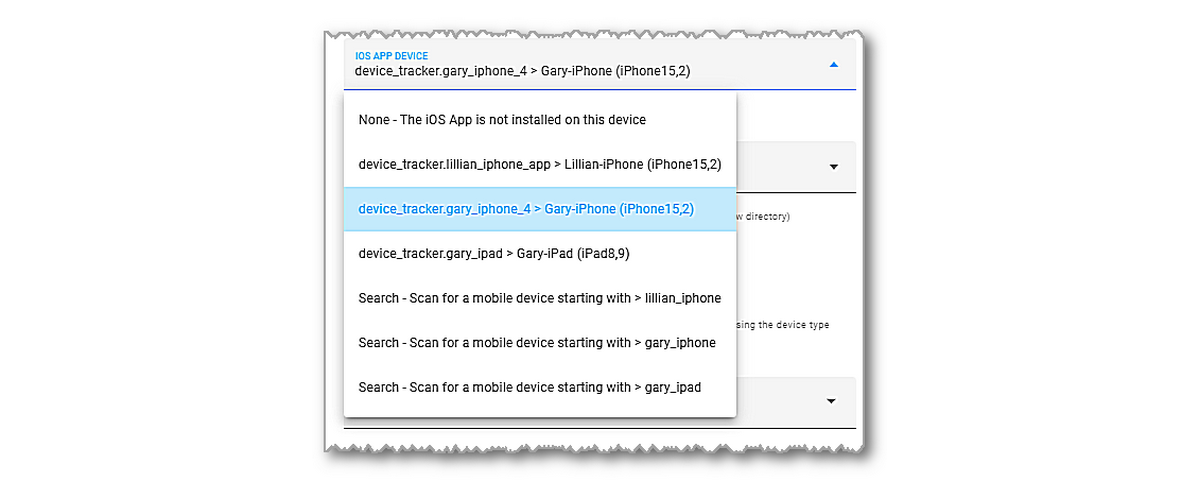 IOS APP DEVICE
device_tracker.gary_iphone_4 > Gary-iPhone (iPhone15,2)
None - The iOS App is not installed on this device
device_tracker.lillian_iphone_app > Lillian-iPhone (iPhone15,2)
device_tracker.gary_iphone_4 > Gary-iPhone (iPhone15,2)
w directory)
device_tracker.gary_ipad > Gary-iPad (iPad8,9)
Search - Scan for a mobile device starting with > lillian_iphone
sing the device type
Search - Scan for a mobile device starting with > gary_iphone
Search - Scan for a mobile device starting with > gary_ipad